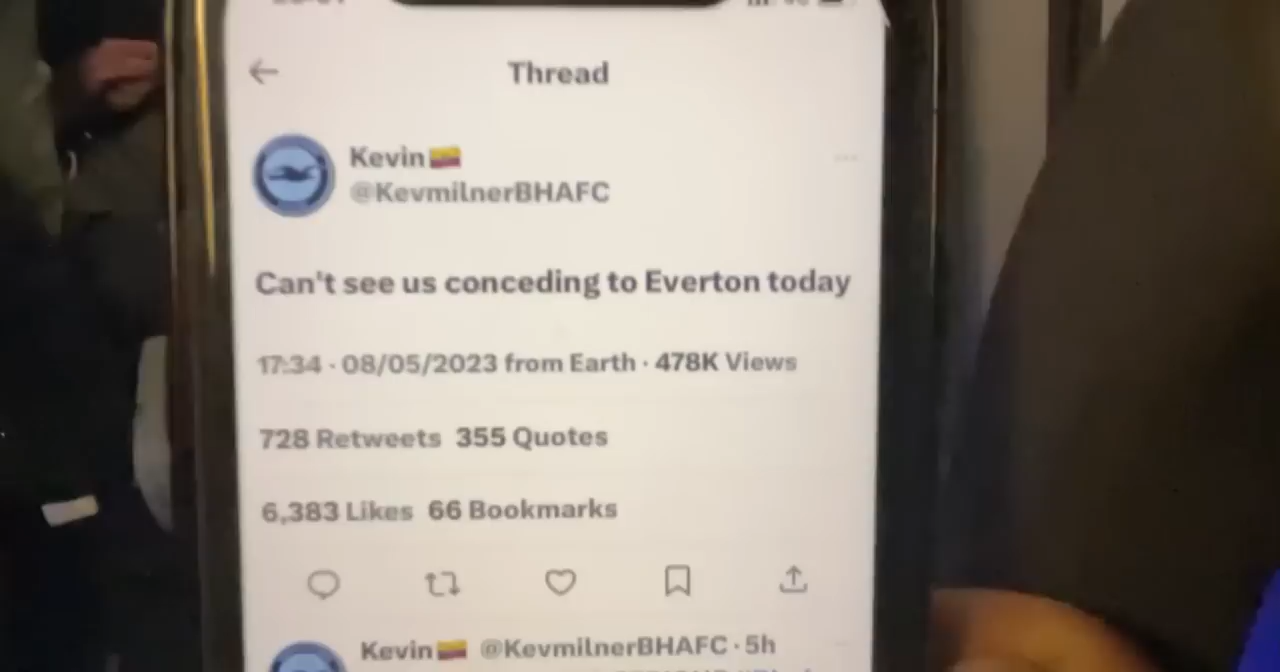 Thread
Kevin🇪🇨
@KevmilnerBHAFC
Can't see us conceding to Everton today
17:34 · 08/05/2023 from Earth · 478K Views
728 Retweets 355 Quotes
6,383 Likes 66 Bookmarks
Kevin🇪🇨 @KevmilnerBHAFC · 5h